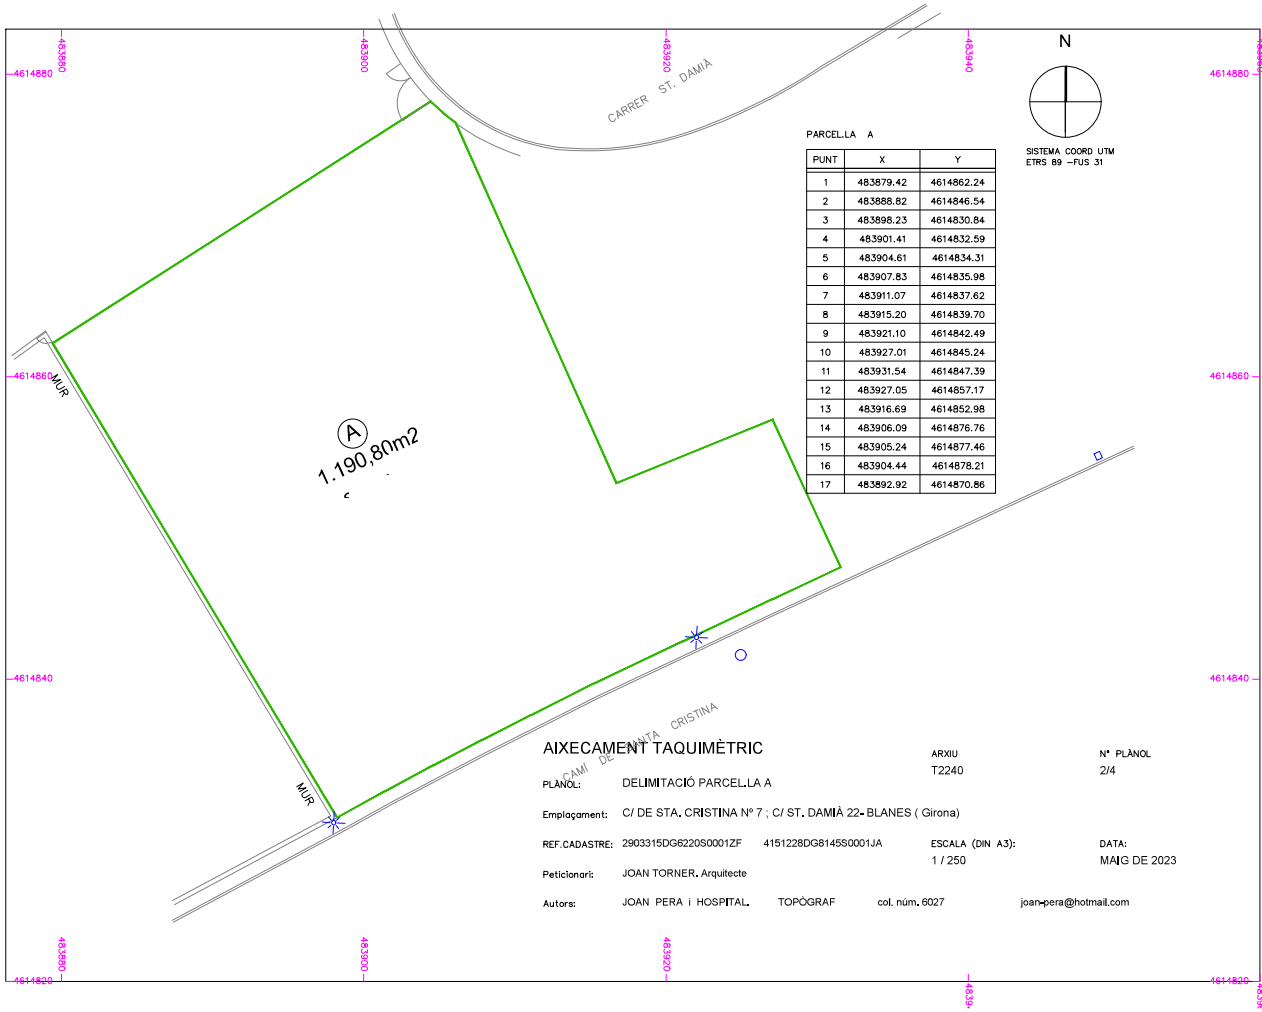 483880
483900
483920
483940
4614880
4614880
N
CARRER ST. DAMIÀ
SISTEMA COORD UTM
ETRS 89 -FUS 31
PARCEL.LA A
PUNT X Y
1 483879.42 4614862.24
2 483888.82 4614846.54
3 483898.23 4614830.84
4 483901.41 4614832.59
5 483904.61 4614834.31
6 483907.83 4614835.98
7 483911.07 4614837.62
8 483915.20 4614839.70
9 483921.10 4614842.49
10 483927.01 4614845.24
11 483931.54 4614847.39
12 483927.05 4614857.17
13 483916.69 4614852.98
14 483906.09 4614876.76
15 483905.24 4614877.46
16 483904.44 4614878.21
17 483892.92 4614870.86
4614860
4614860
MUR
A
1.190,80m2
4614840
4614840
MUR
CAMÍ DE SANTA CRISTINA
AIXECAMENT TAQUIMÈTRIC
ARXIU
T2240
Nº PLÀNOL
2/4
PLÀNOL: DELIMITACIÓ PARCEL.LA A
Emplaçament: C/ DE STA. CRISTINA Nº 7 ; C/ ST. DAMIÀ 22- BLANES ( Girona)
REF.CADASTRE: 2903315DG6220S0001ZF 4151228DG8145S0001JA
ESCALA (DIN A3):
1 / 250
DATA:
MAIG DE 2023
Peticionari: JOAN TORNER. Arquitecte
Autors: JOAN PERA i HOSPITAL. TOPÒGRAF col. núm. 6027 joan-pera@hotmail.com
483880
483900
483920
4614820
4614820